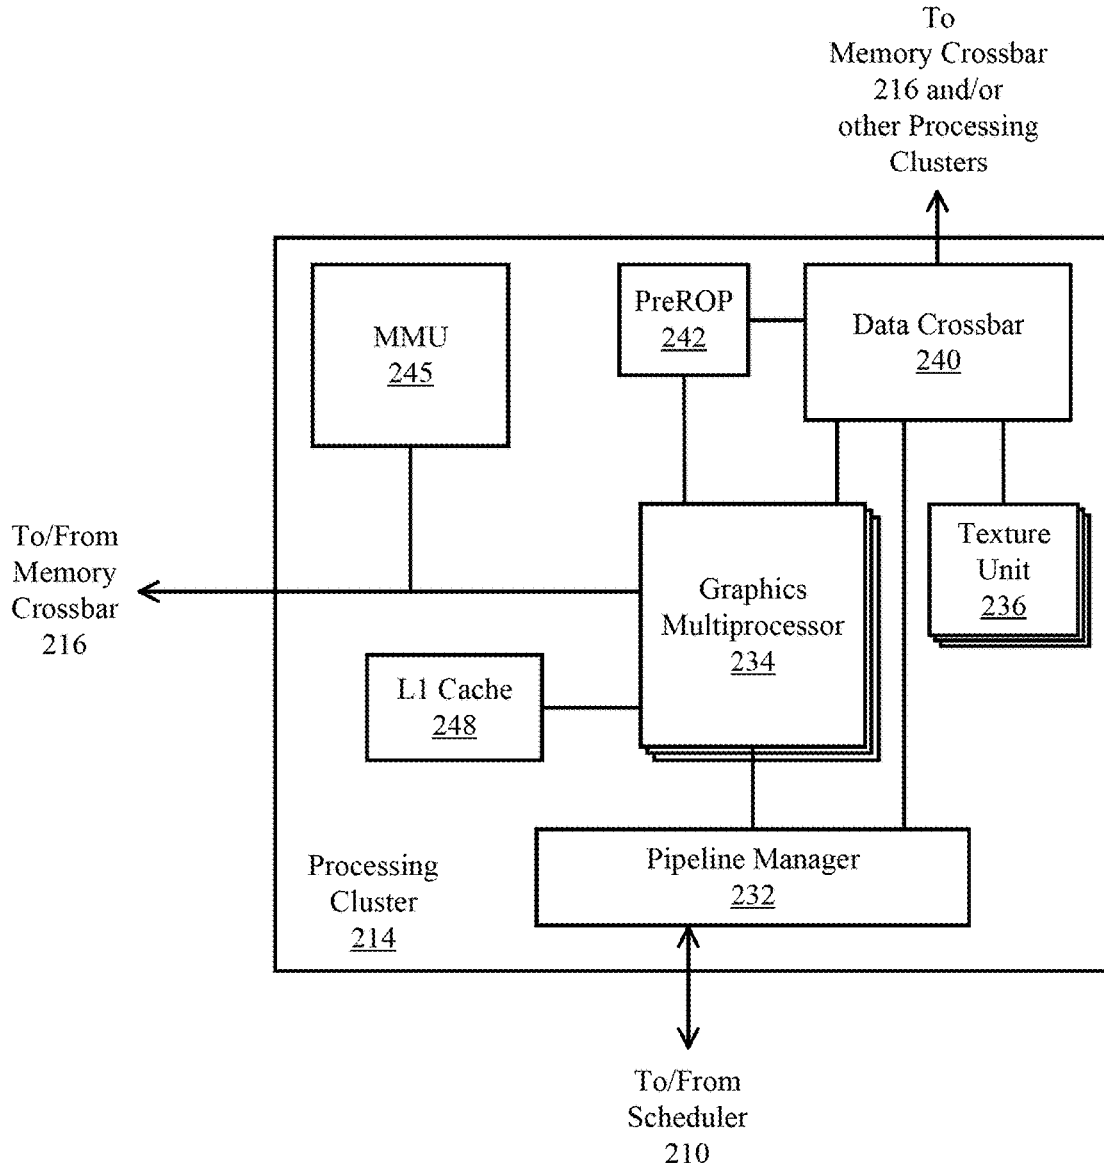 To
Memory Crossbar
216 and/or
other Processing
Clusters
MMU
245
PreROP
242
Data Crossbar
240
To/From
Memory
Crossbar
216
Graphics
Multiprocessor
234
Texture
Unit
236
L1 Cache
248
Processing
Cluster
214
Pipeline Manager
232
To/From
Scheduler
210